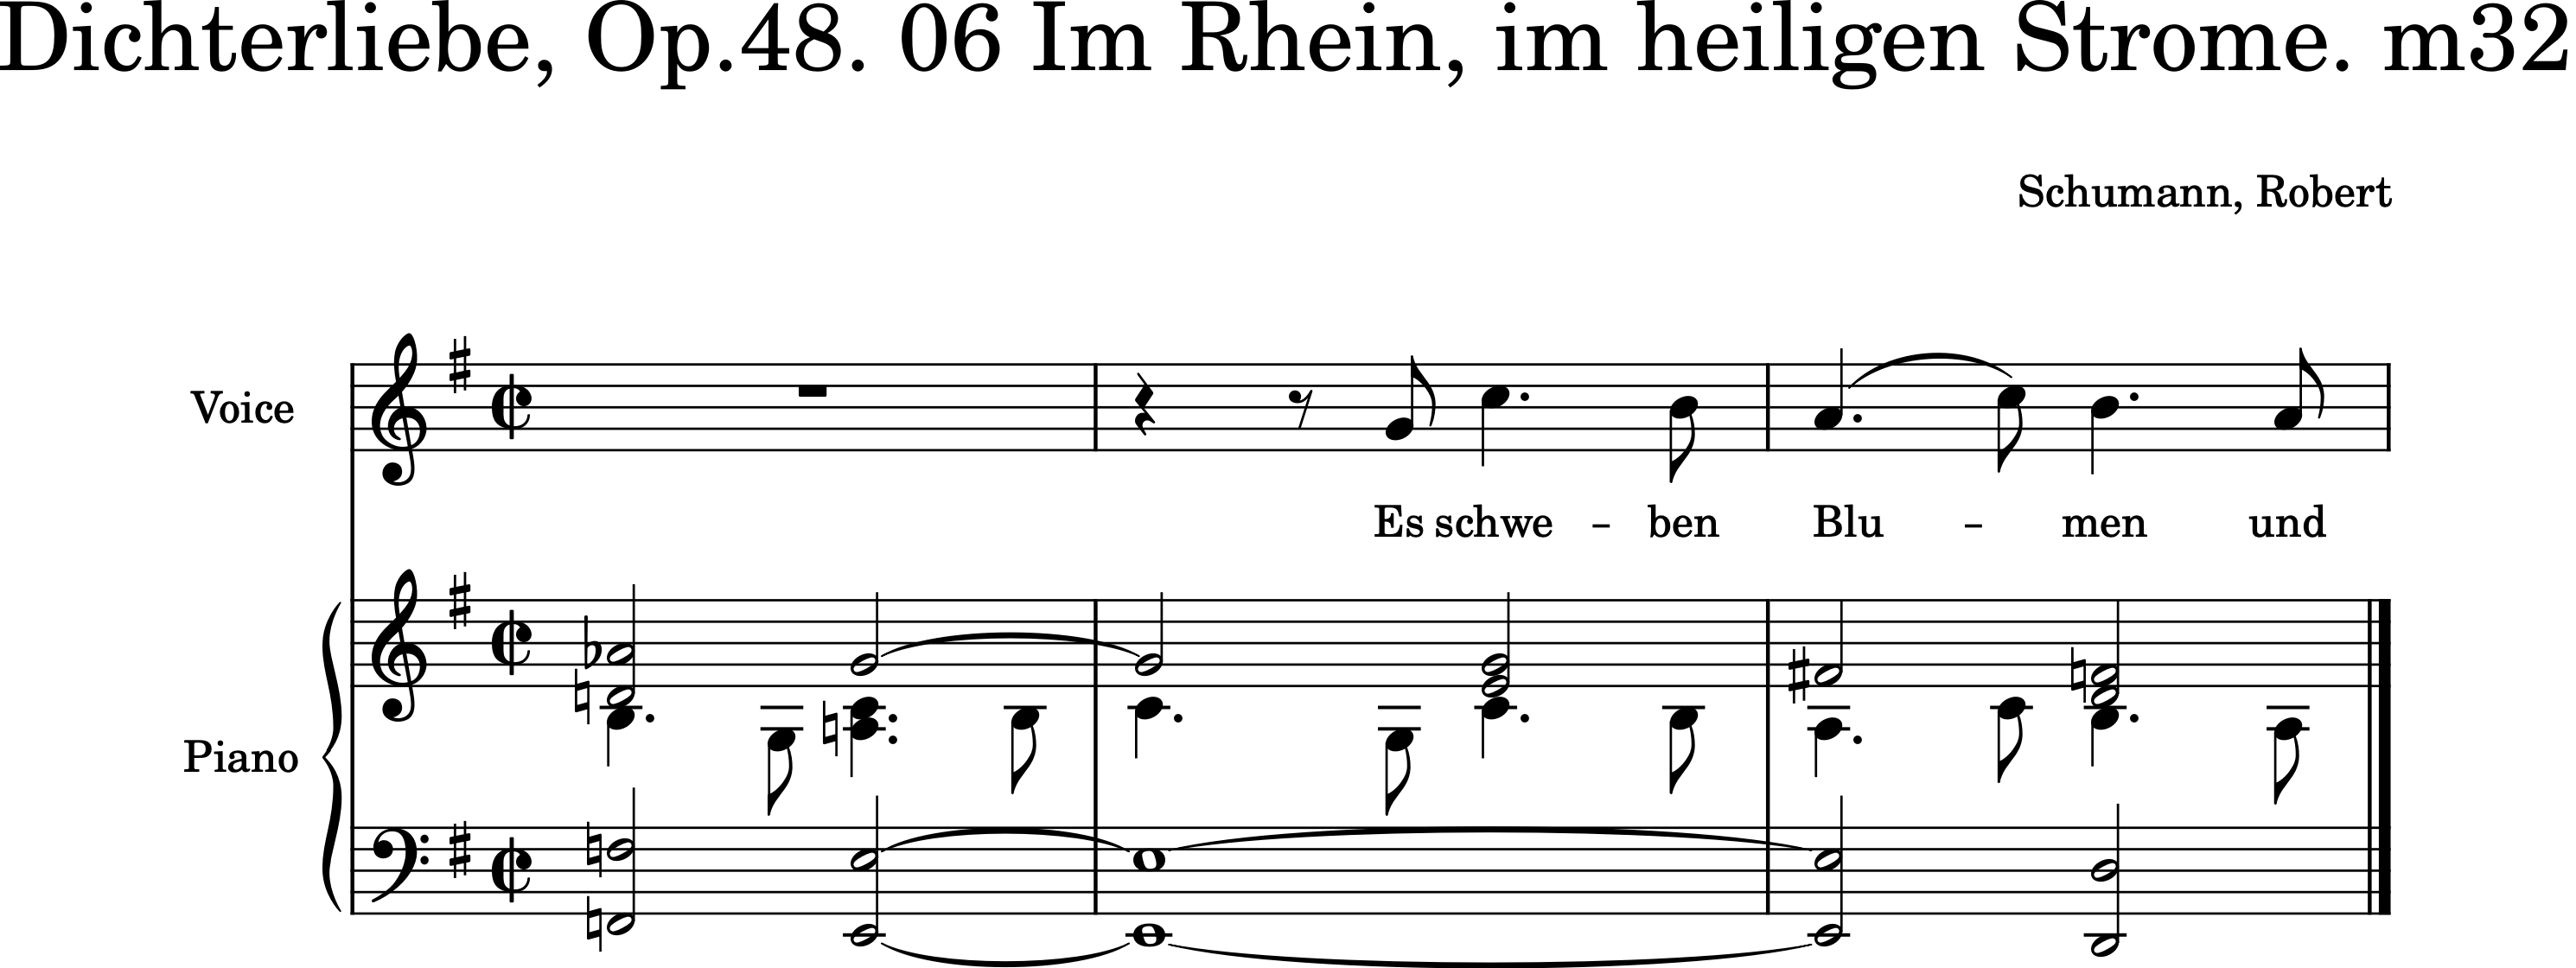 Dichterliebe, Op.48. 06 Im Rhein, im heiligen Strome. m32
Schumann, Robert
Voice
Es schwe – ben Blu – men und
Piano